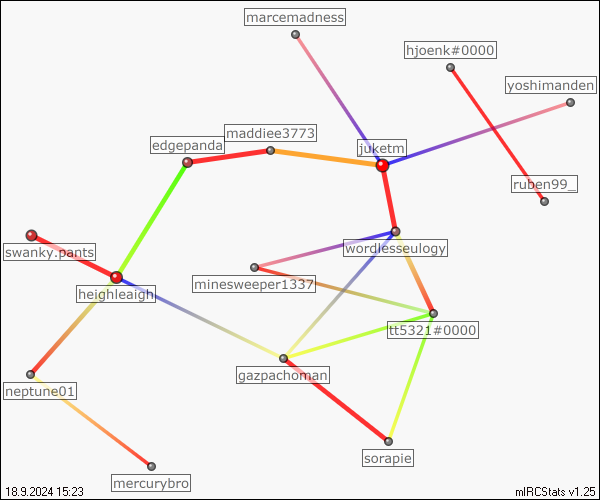 marcemadness
hjoenk#0000
yoshimanden
maddiee3773
edgepanda
juketm
ruben99_
swanky.pants
wordlesseulogy
minesweeper1337
heighleaigh
tt5321#0000
gazpachoman
neptune01
sorapie
mercurybro
18.9.2024 15:23
mIRCStats v1.25